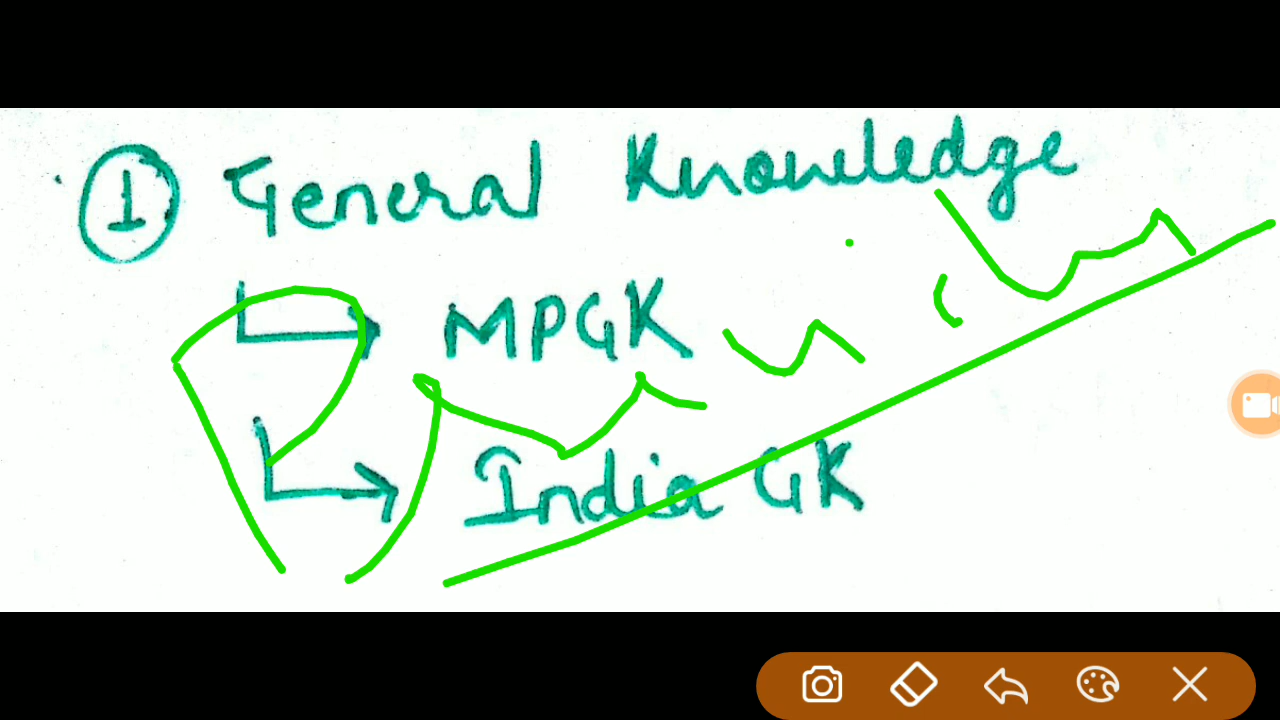 ① General Knowledge
↳ MPGK
↳ India GK